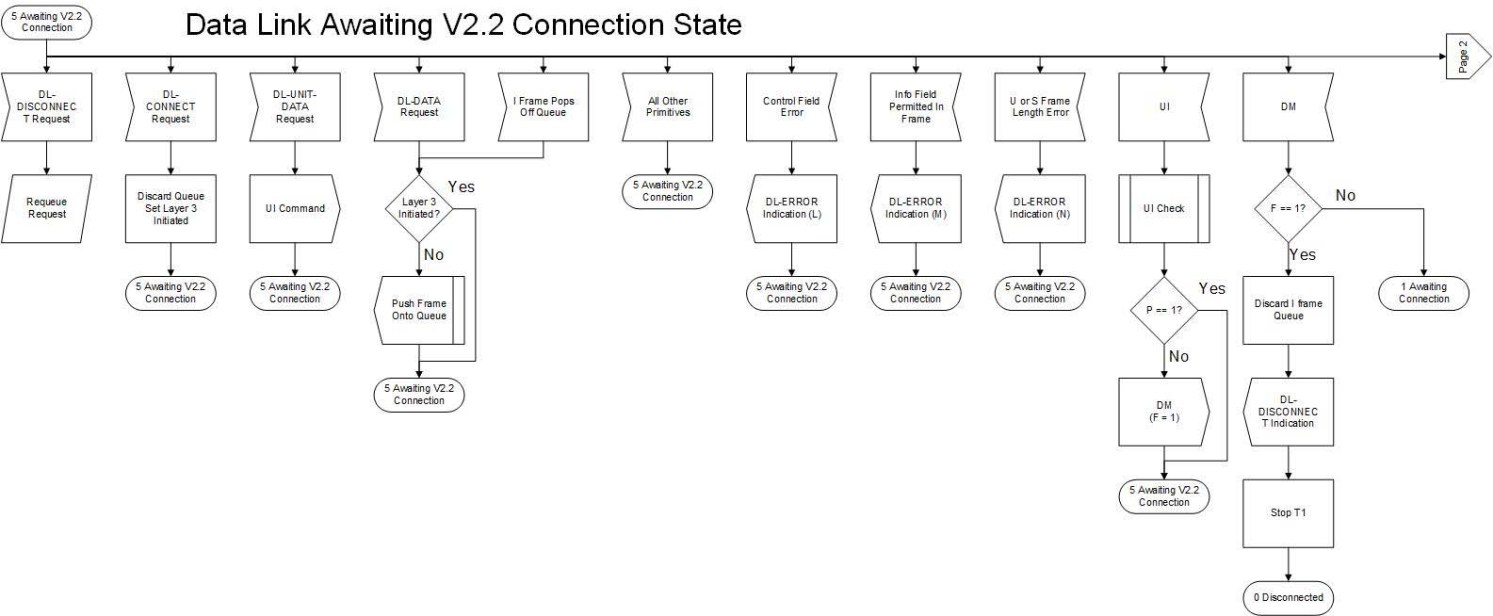 5 Awaiting V2.2
Connection
Data Link Awaiting V2.2 Connection State
Page 2
DL-
DISCONNEC
T Request
DL-
CONNECT
Request
DL-UNIT-
DATA
Request
DL-DATA
Request
I Frame Pops
Off Queue
All Other
Primitives
Control Field
Error
Info Field
Permitted In
Frame
U or S Frame
Length Error
UI
DM
Requeue
Request
Discard Queue
Set Layer 3
Initiated
UI Command
Layer 3
Initiated?
Yes
No
5 Awaiting V2.2
Connection
DL-ERROR
Indication (L)
DL-ERROR
Indication (M)
DL-ERROR
Indication (N)
UI Check
F == 1?
No
Yes
5 Awaiting V2.2
Connection
5 Awaiting V2.2
Connection
Push Frame
Onto Queue
5 Awaiting V2.2
Connection
5 Awaiting V2.2
Connection
5 Awaiting V2.2
Connection
P == 1?
Yes
No
Discard I frame
Queue
1 Awaiting
Connection
5 Awaiting V2.2
Connection
DM
(F = 1)
DL-
DISCONNEC
T Indication
5 Awaiting V2.2
Connection
Stop T1
0 Disconnected